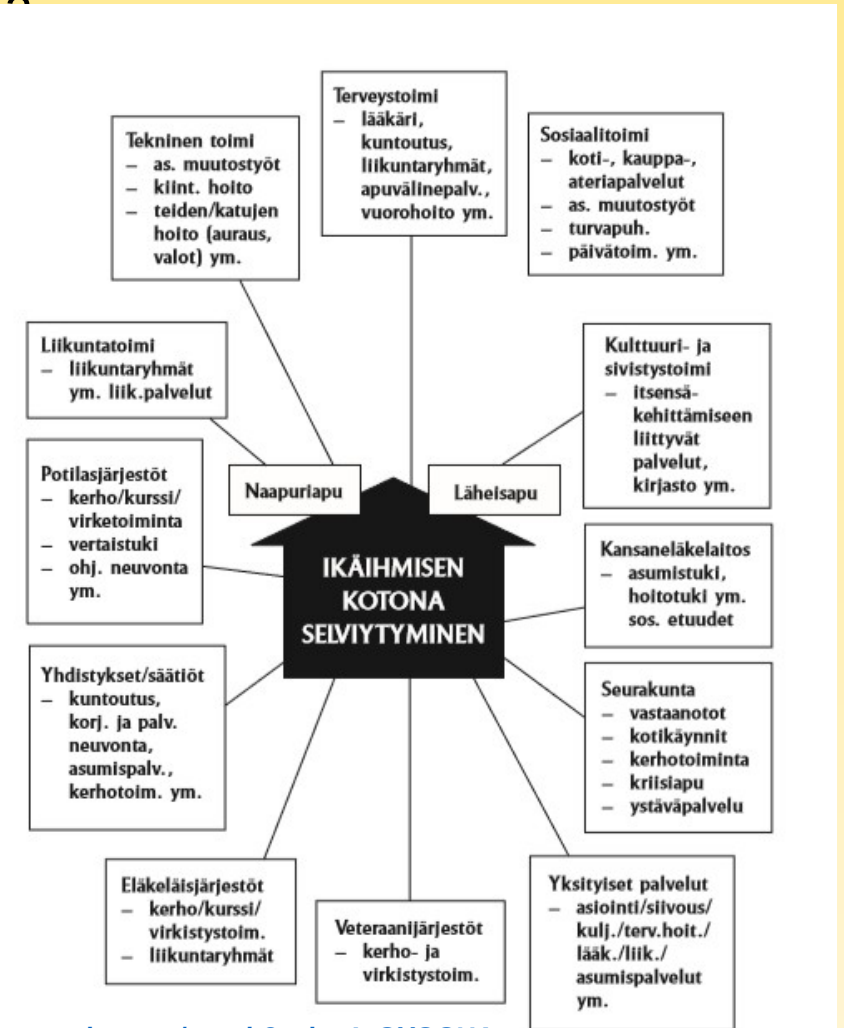 Terveystoimi
– lääkäri,
kuntoutus,
liikuntaryhmät,
apuvälinepalv.,
vuorohoito ym.
Tekninen toimi
– as. muutostyöt
– kiint. hoito
– teiden/katujen
hoito (auraus,
valot) ym.
Sosiaalitoimi
– koti-, kauppa-,
ateriapalvelut
– as. muutostyöt
– turvapuh.
– päivätoim. ym.
Liikuntatoimi
– liikuntaryhmät
ym. liik.palvelut
Kulttuuri- ja
sivistystoimi
– itsensä-
kehittämiseen
liittyvät
palvelut,
kirjasto ym.
Potilasjärjestöt
– kerho/kurssi/
virketoiminta
– vertaistuki
– ohj. neuvonta
ym.
Naapuriapu
Läheisapu
IKÄIHMISEN
KOTONA
SELVIYTYMINEN
Kansaneläkelaitos
– asumistuki,
hoitotuki ym.
sos. etuudet
Yhdistykset/säätiöt
– kuntoutus,
korj. ja palv.
neuvonta,
asumispalv.,
kerhotoim. ym.
Seurakunta
– vastaanotot
– kotikäynnit
– kerhotoiminta
– kriisiapu
– ystäväpalvelu
Eläkeläisjärjestöt
– kerho/kurssi/
virkistystoim.
– liikuntaryhmät
Veteraanijärjestöt
– kerho- ja
virkistystoim.
Yksityiset palvelut
– asiointi/siivous/
kulj./terv.hoit./
lääk./liik./
asumispalvelut
ym.